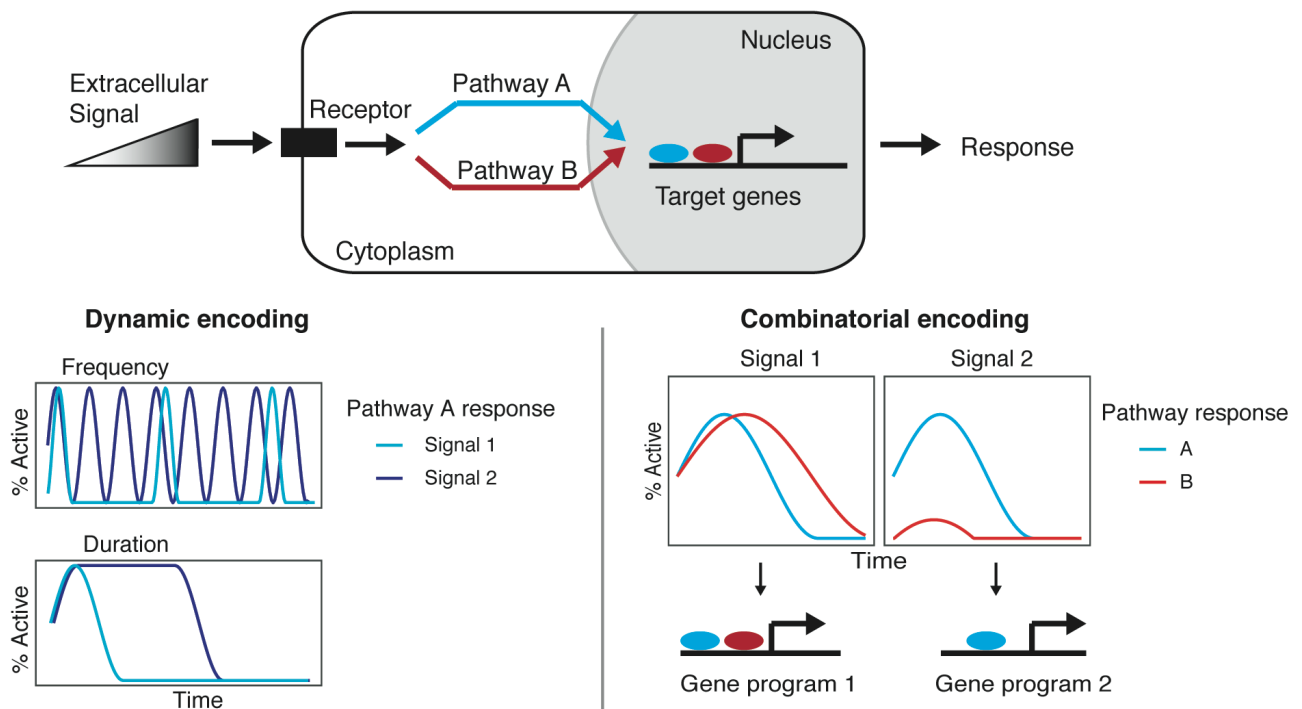 Nucleus
Extracellular
Signal
Receptor
Pathway A
Pathway B
Target genes
Response
Cytoplasm
Dynamic encoding
Frequency
% Active
Pathway A response
Signal 1
Signal 2
Duration
% Active
Time
Combinatorial encoding
Signal 1
Signal 2
% Active
Time
Pathway response
A
B
Gene program 1
Gene program 2